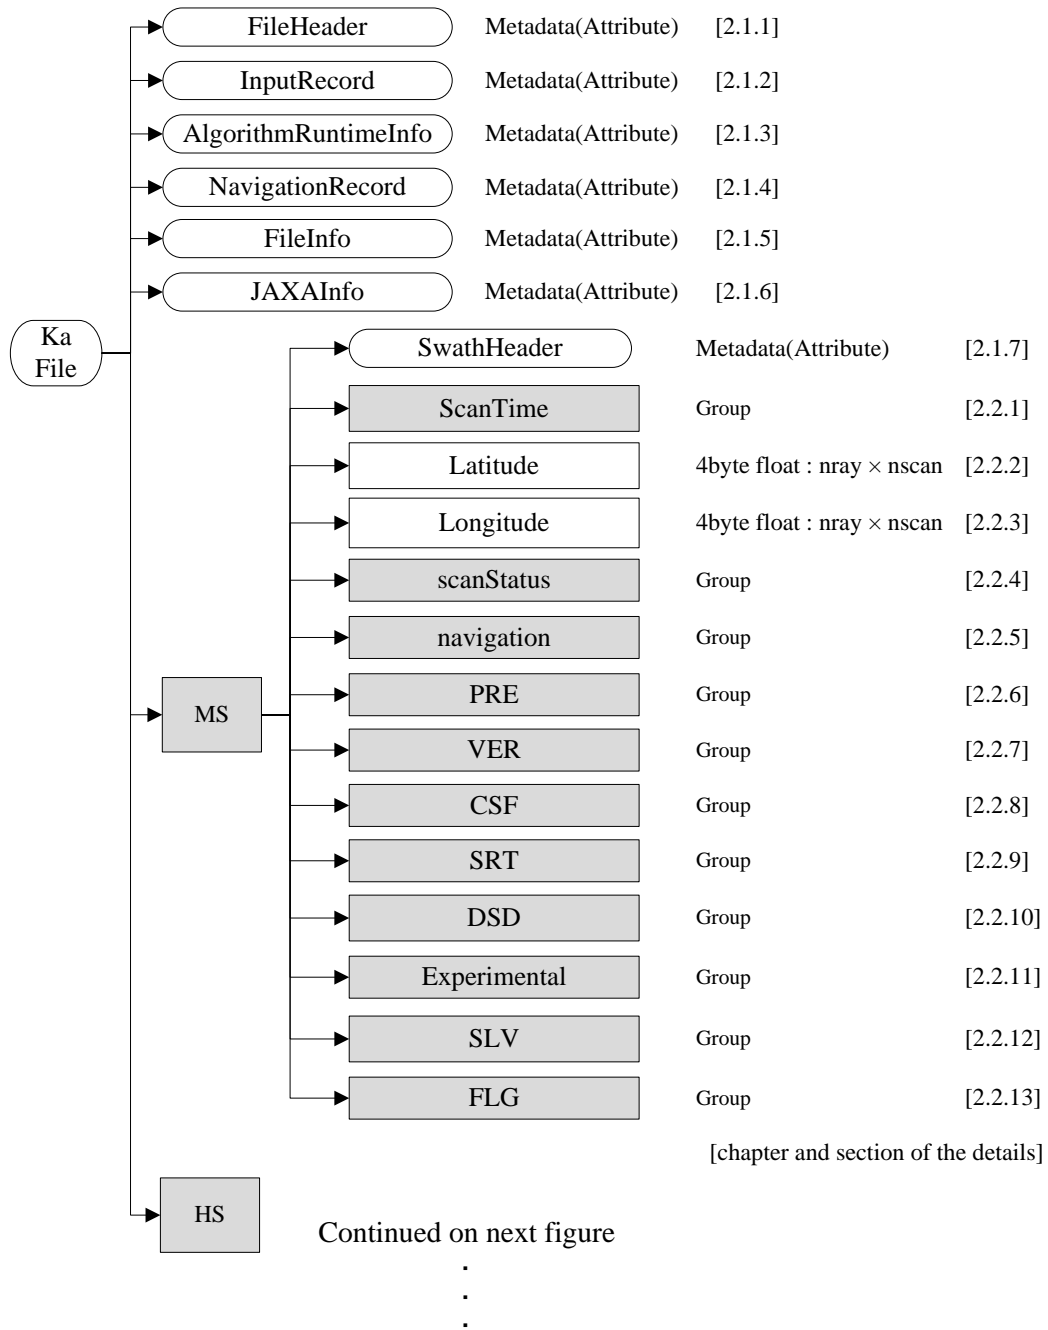 FileHeader Metadata(Attribute) [2.1.1]
InputRecord Metadata(Attribute) [2.1.2]
AlgorithmRuntimeInfo Metadata(Attribute) [2.1.3]
NavigationRecord Metadata(Attribute) [2.1.4]
FileInfo Metadata(Attribute) [2.1.5]
JAXAInfo Metadata(Attribute) [2.1.6]
Ka
File
SwathHeader Metadata(Attribute) [2.1.7]
ScanTime Group [2.2.1]
Latitude 4byte float : nray × nscan [2.2.2]
Longitude 4byte float : nray × nscan [2.2.3]
scanStatus Group [2.2.4]
navigation Group [2.2.5]
PRE Group [2.2.6]
MS
VER Group [2.2.7]
CSF Group [2.2.8]
SRT Group [2.2.9]
DSD Group [2.2.10]
Experimental Group [2.2.11]
SLV Group [2.2.12]
FLG Group [2.2.13]
[chapter and section of the details]
HS
Continued on next figure
.
.
.